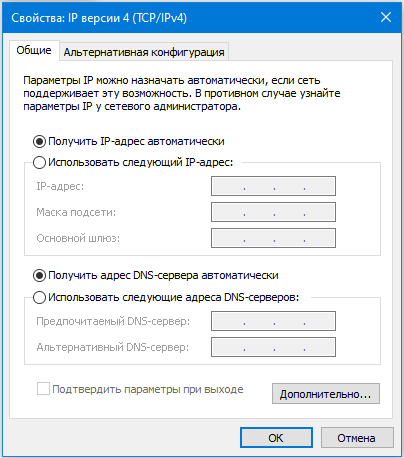 Свойства: IP версии 4 (TCP/IPv4)
Общие
Альтернативная конфигурация
Параметры IP можно назначать автоматически, если сеть
поддерживает эту возможность. В противном случае узнайте
параметры IP у сетевого администратора.
Получить IP-адрес автоматически
Использовать следующий IP-адрес:
IP-адрес:
Маска подсети:
Основной шлюз:
Получить адрес DNS-сервера автоматически
Использовать следующие адреса DNS-серверов:
Предпочитаемый DNS-сервер:
Альтернативный DNS-сервер:
Подтвердить параметры при выходе
Дополнительно...
ОК
Отмена